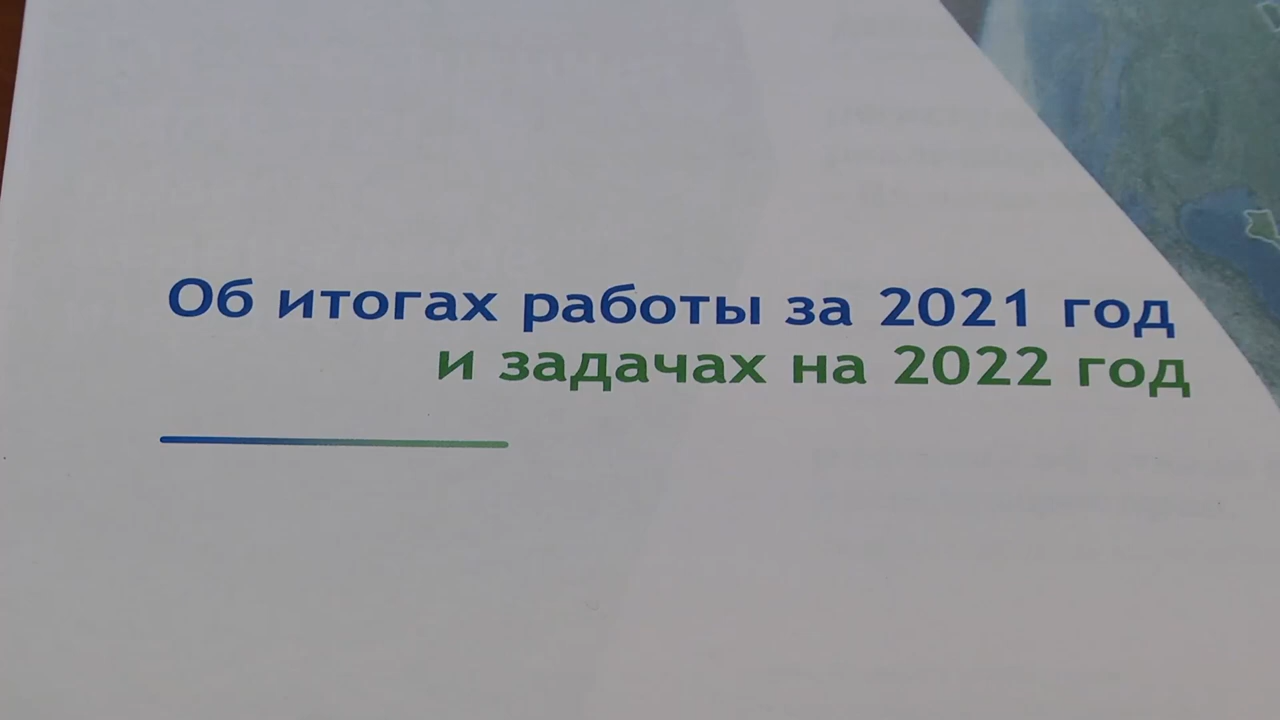 Об итогах работы за 2021 год
и задачах на 2022 год